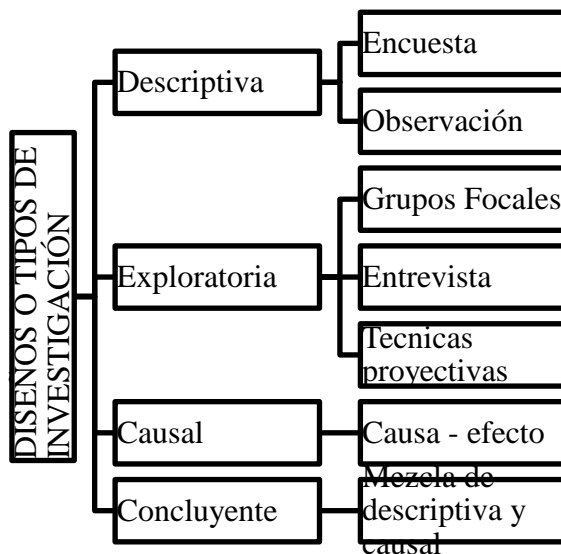 DISEÑOS O TIPOS DE
INVESTIGACIÓN
Descriptiva
Encuesta
Observación
Exploratoria
Grupos Focales
Entrevista
Tecnicas
proyectivas
Causal
Causa - efecto
Concluyente
Mezcla de
descriptiva y
causal